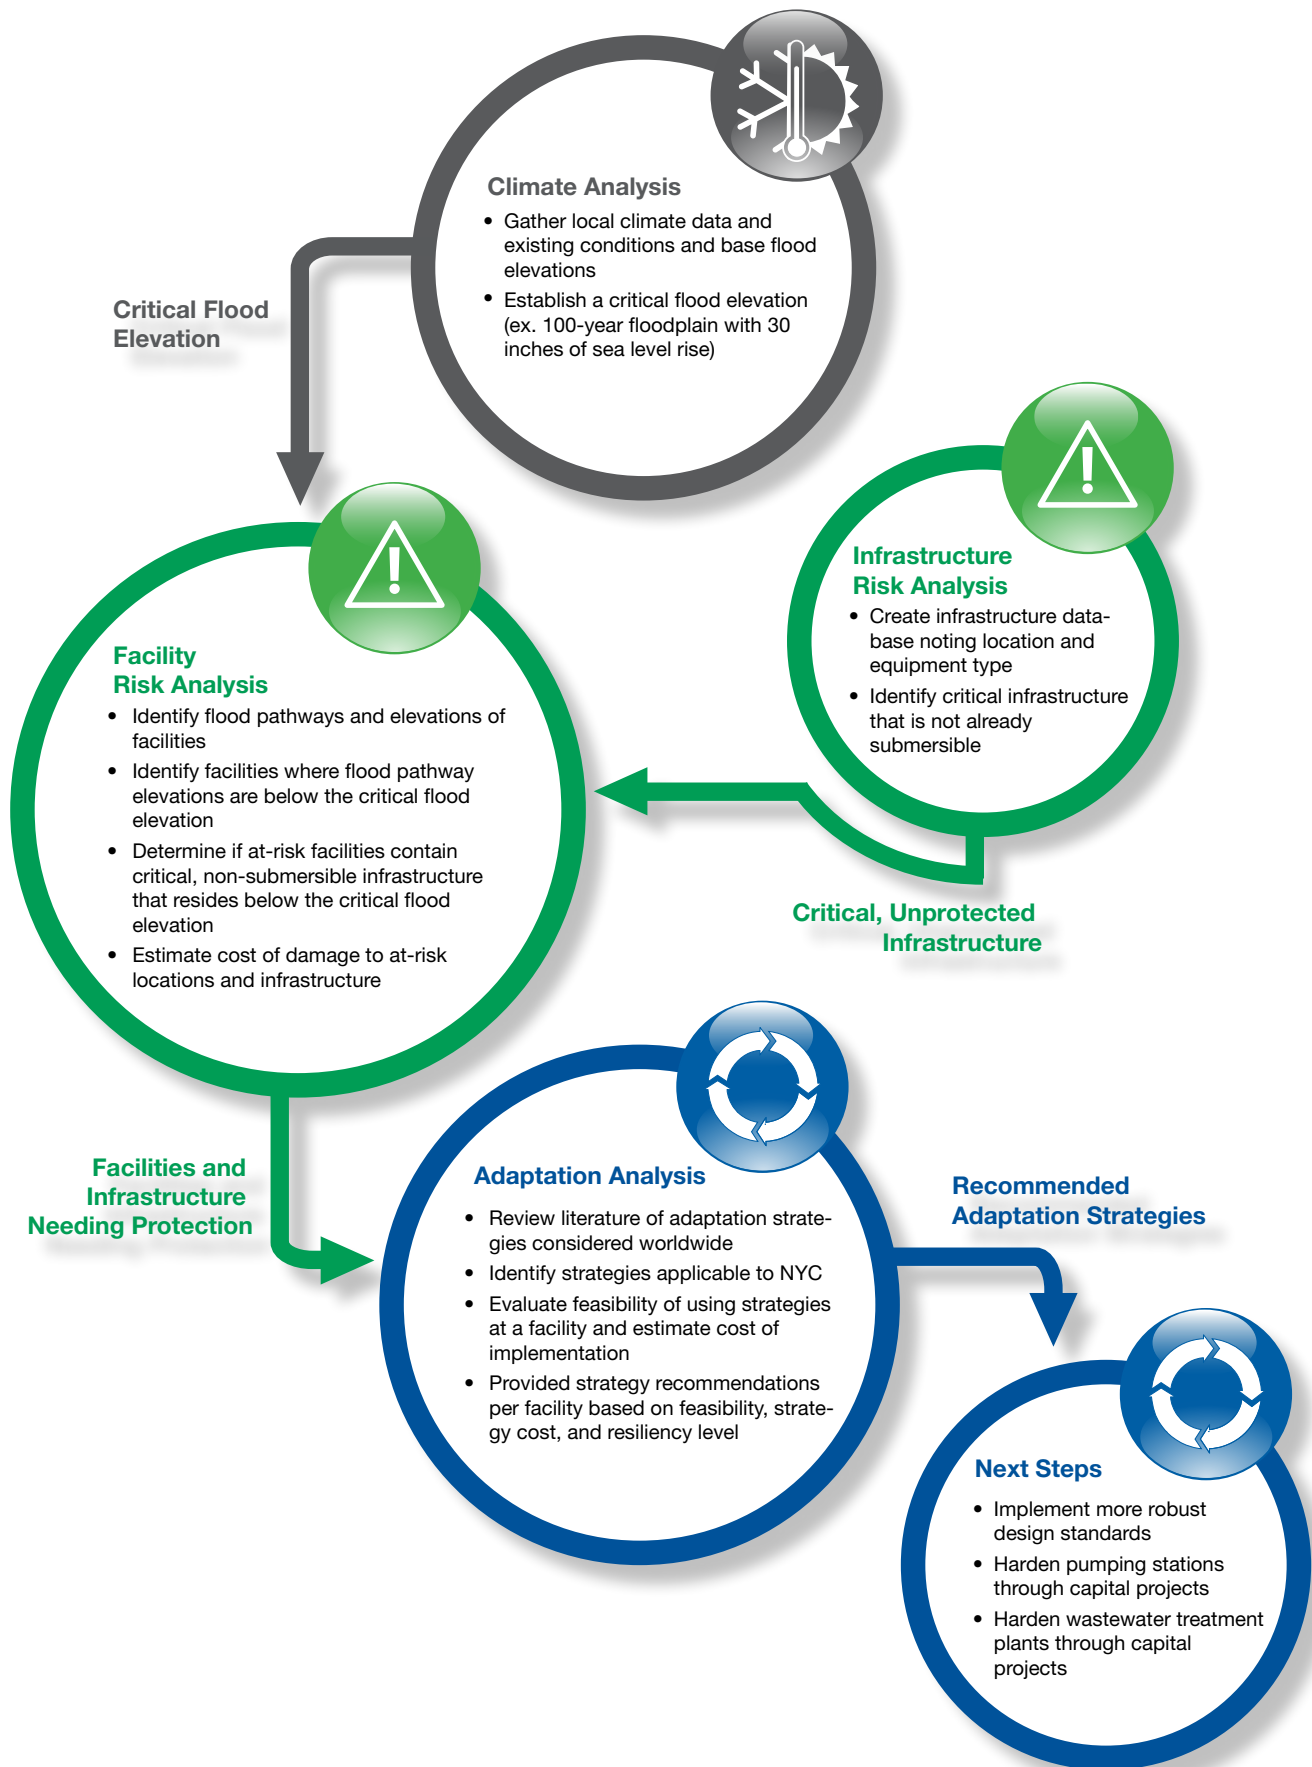 Climate Analysis
• Gather local climate data and
existing conditions and base flood
elevations
• Establish a critical flood elevation
(ex. 100-year floodplain with 30
inches of sea level rise)
Critical Flood
Elevation
Infrastructure
Risk Analysis
• Create infrastructure data-
base noting location and
equipment type
• Identify critical infrastructure
that is not already
submersible
Facility
Risk Analysis
• Identify flood pathways and elevations of
facilities
• Identify facilities where flood pathway
elevations are below the critical flood
elevation
• Determine if at-risk facilities contain
critical, non-submersible infrastructure
that resides below the critical flood
elevation
• Estimate cost of damage to at-risk
locations and infrastructure
Critical, Unprotected
Infrastructure
Facilities and
Infrastructure
Needing Protection
Adaptation Analysis
• Review literature of adaptation strate-
gies considered worldwide
• Identify strategies applicable to NYC
• Evaluate feasibility of using strategies
at a facility and estimate cost of
implementation
• Provided strategy recommendations
per facility based on feasibility, strate-
gy cost, and resiliency level
Recommended
Adaptation Strategies
Next Steps
• Implement more robust
design standards
• Harden pumping stations
through capital projects
• Harden wastewater treatment
plants through capital
projects